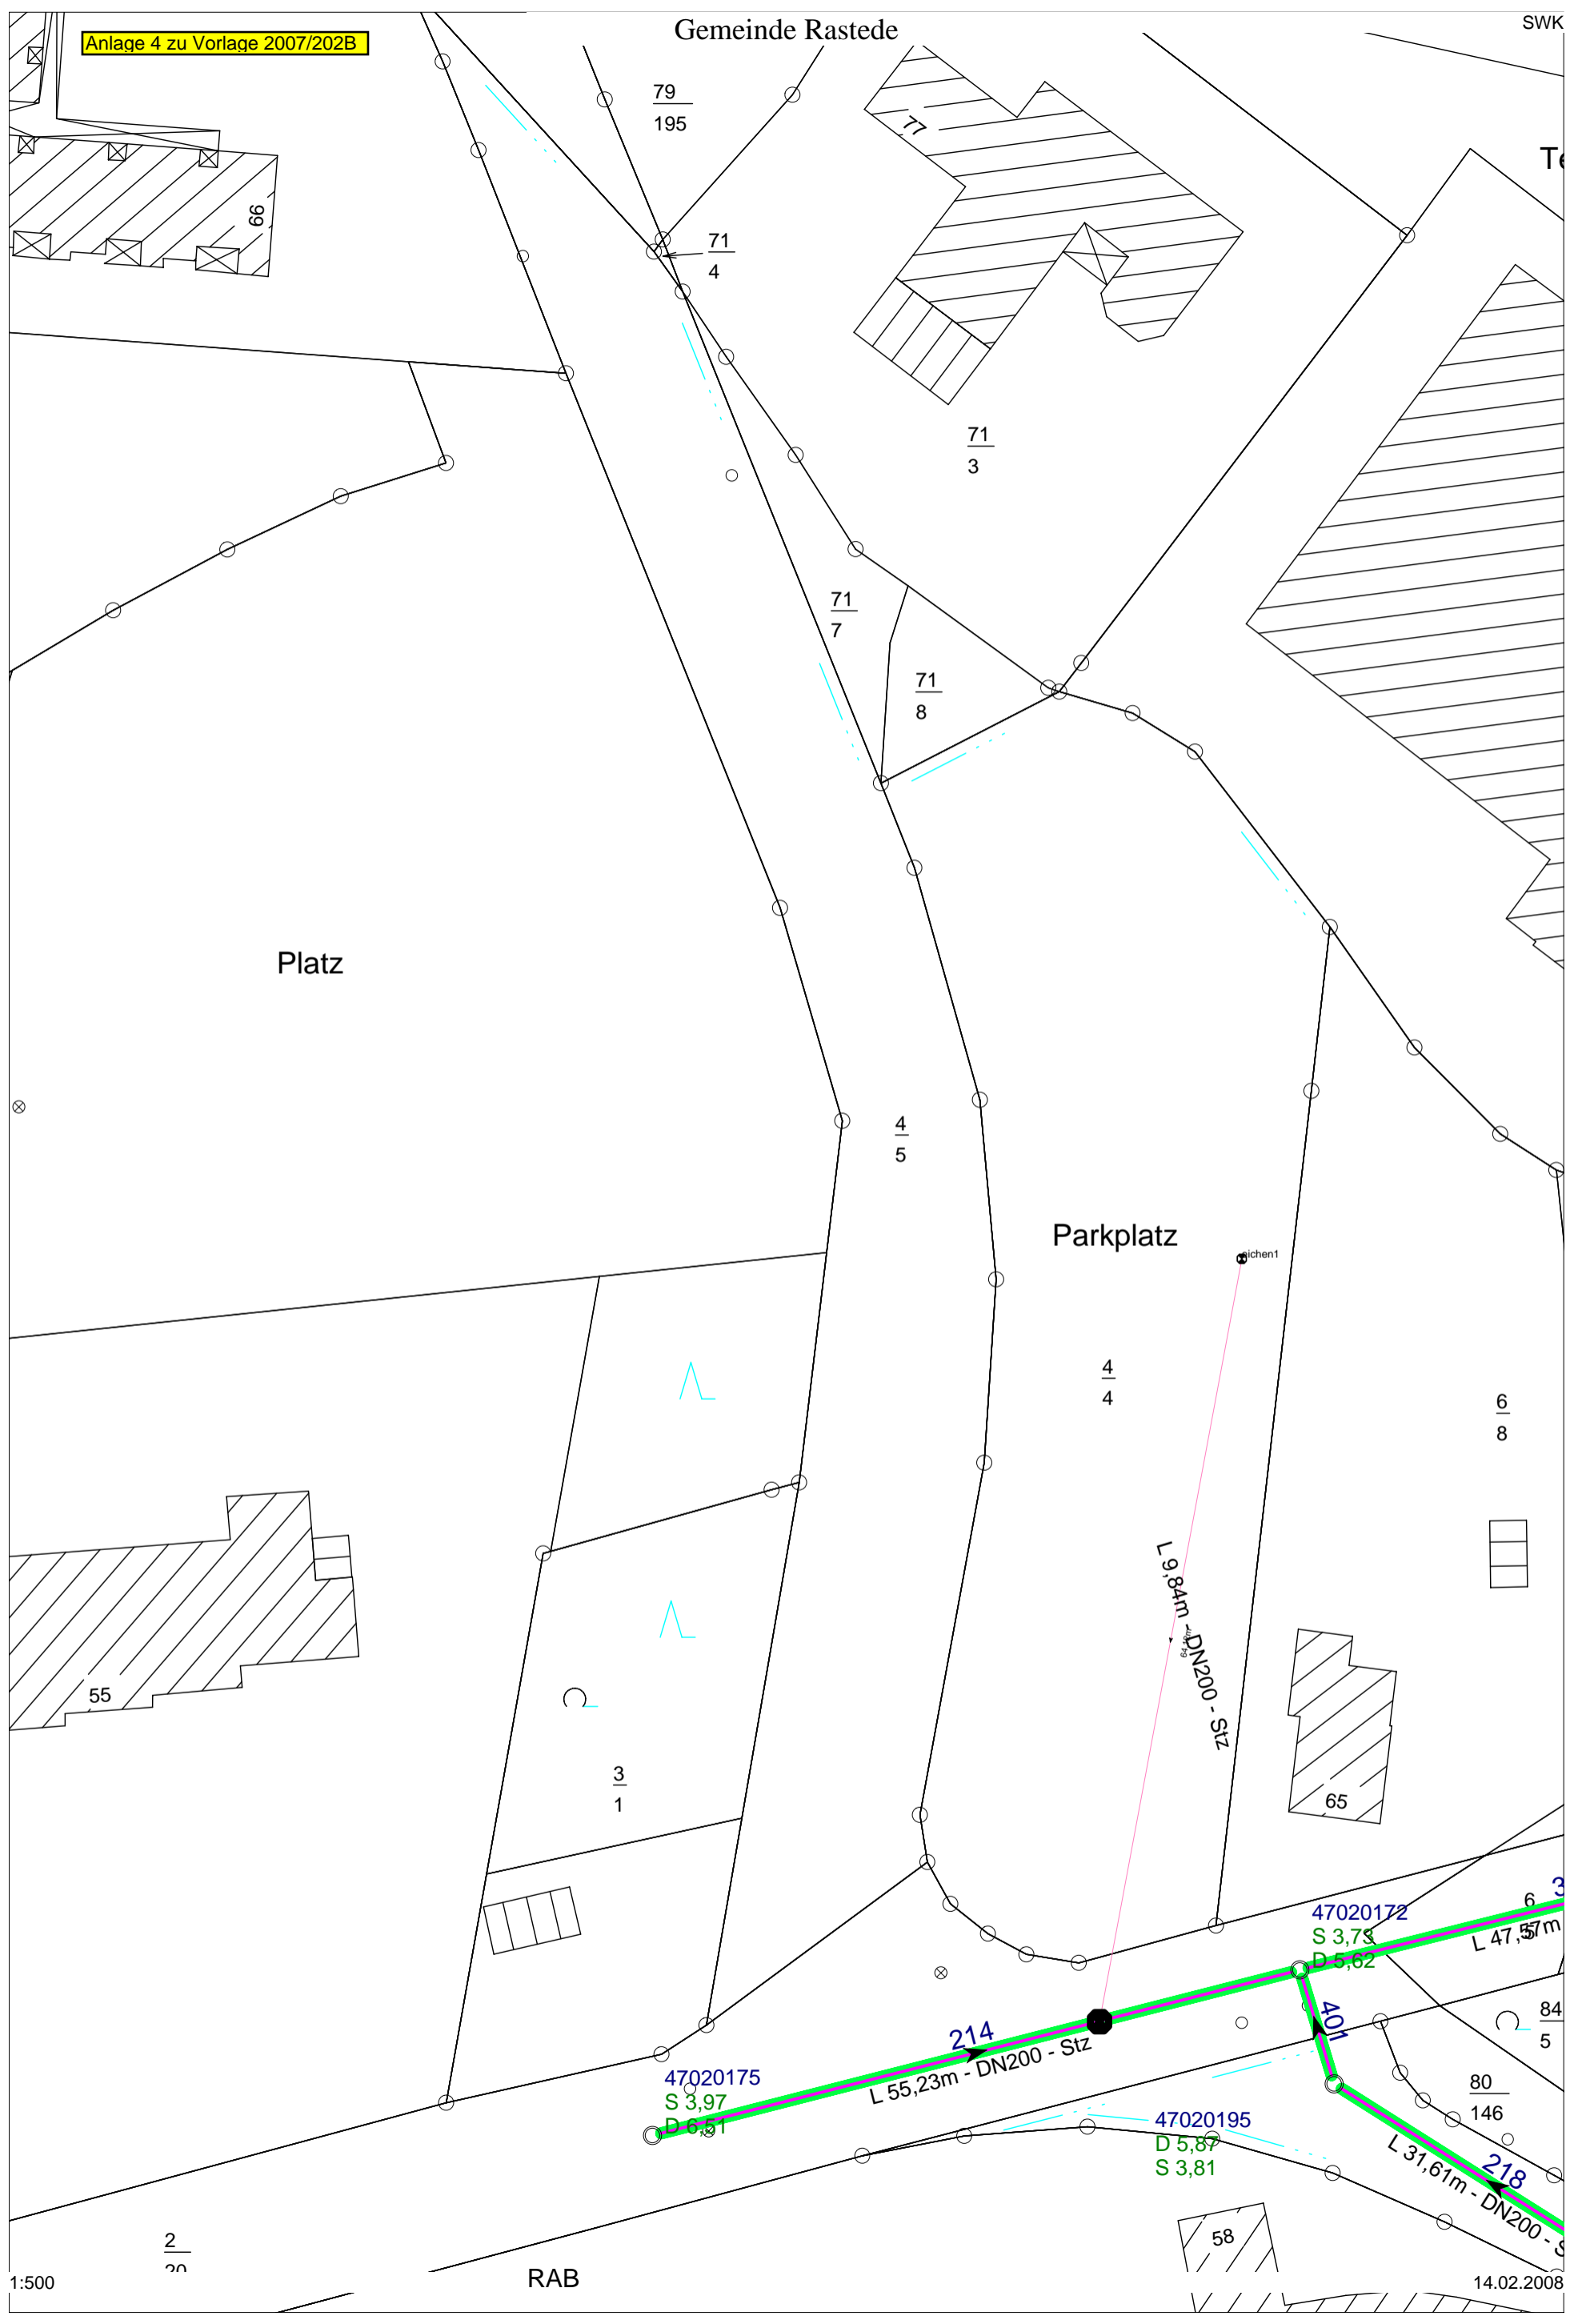 Gemeinde Rastede
SWK
Anlage 4 zu Vorlage 2007/202B
79
195
77
66
71
4
71
3
71
7
71
8
Platz
4
5
Parkplatz
4
4
6
8
L 9,84m - DN200 - Stz
55
3
1
65
47020172
S 3,73
D 5,62
6
5
L 47,57m
401
84
5
214
L 55,23m - DN200 - Stz
47020175
S 3,97
D 6,51
80
146
47020195
D 5,87
S 3,81
218
L 31,61m - DN200 - S
58
2
20
RAB
1:500
14.02.2008